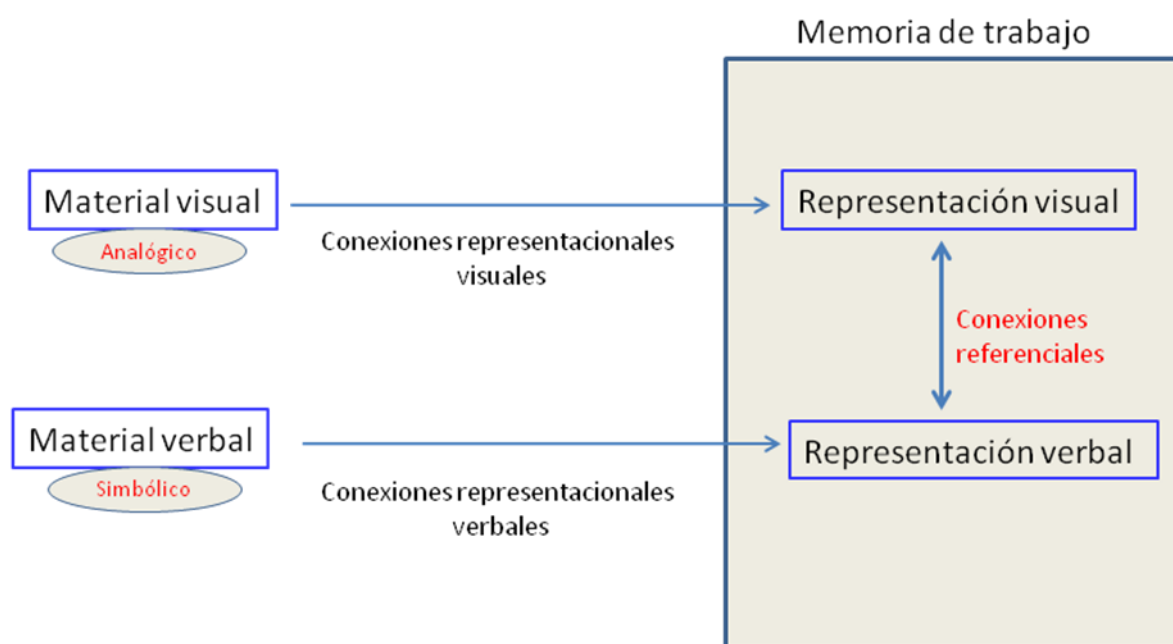 Memoria de trabajo
Material visual
Analógico
Conexiones representacionales
visuales
Representación visual
Conexiones
referenciales
Material verbal
Simbólico
Conexiones representacionales
verbales
Representación verbal